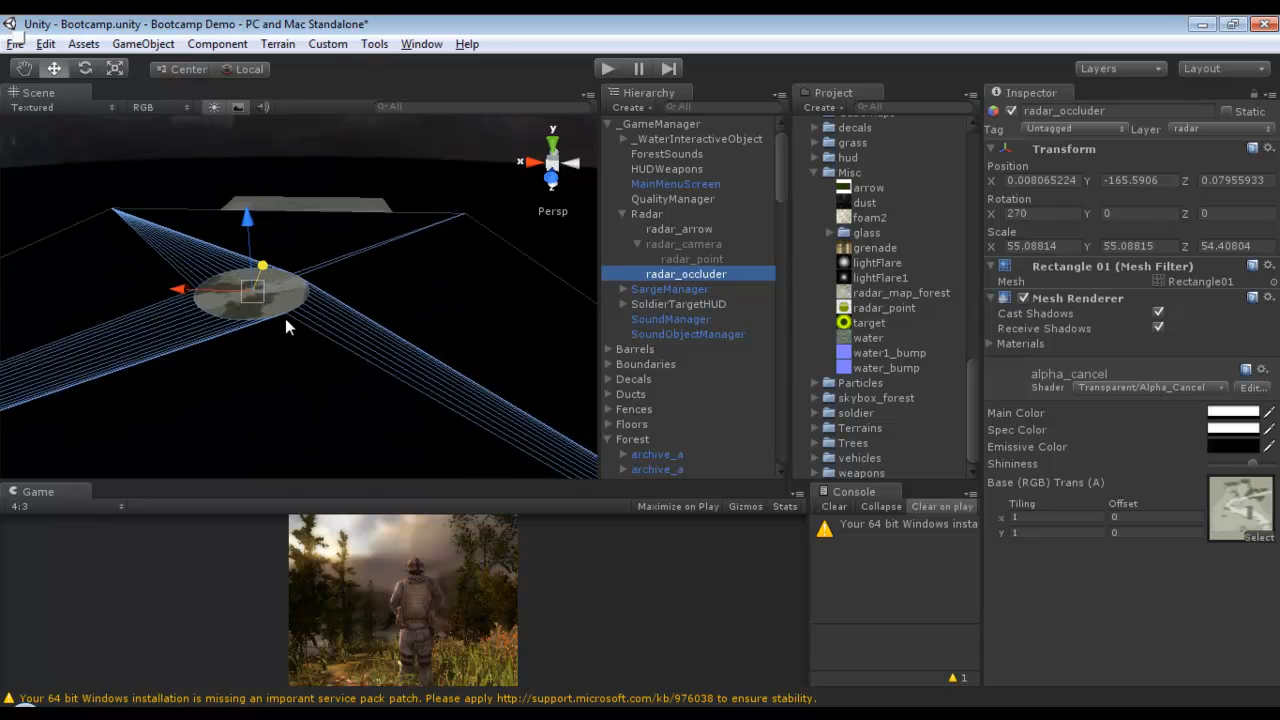 Unity - Bootcamp.unity - Bootcamp Demo - PC and Mac Standalone*
File Edit Assets GameObject Component Terrain Custom Tools Window Help
Center Local Layers Layout
Scene
Textured RGB All
y
x
z
Persp
Hierarchy
Create All
_GameManager
_WaterInteractiveObject
ForestSounds
HUDWeapons
MainMenuScreen
QualityManager
Radar
radar_arrow
radar_camera
radar_point
radar_occluder
SargeManager
SoldierTargetHUD
SoundManager
SoundObjectManager
Barrels
Boundaries
Decals
Ducts
Fences
Floors
Forest
archive_a
archive_a
Project
Create All
decals
grass
hud
Misc
arrow
dust
foam2
glass
grenade
lightFlare
lightFlare1
radar_map_forest
radar_point
target
water
water1_bump
water_bump
Particles
skybox_forest
soldier
Terrains
Trees
vehicles
weapons
Inspector
radar_occluder Static
Tag Untagged Layer radar
Transform
Position
X 0.008065224 Y -165.5906 Z 0.07955933
Rotation
X 270 Y 0 Z 0
Scale
X 55.08814 Y 55.08815 Z 54.40804
Rectangle 01 (Mesh Filter)
Mesh Rectangle01
Mesh Renderer
Cast Shadows
Receive Shadows
Materials
alpha_cancel
Shader Transparent/Alpha_Cancel Edit...
Main Color
Spec Color
Emissive Color
Shininess
Base (RGB) Trans (A)
Tiling Offset
x 1 0
y 1 0
Select
Game
4:3 Maximize on Play Gizmos Stats
Console
Clear Collapse Clear on play
Your 64 bit Windows insta
1
Your 64 bit Windows installation is missing an imporant service pack patch. Please apply http://support.microsoft.com/kb/976038 to ensure stability.